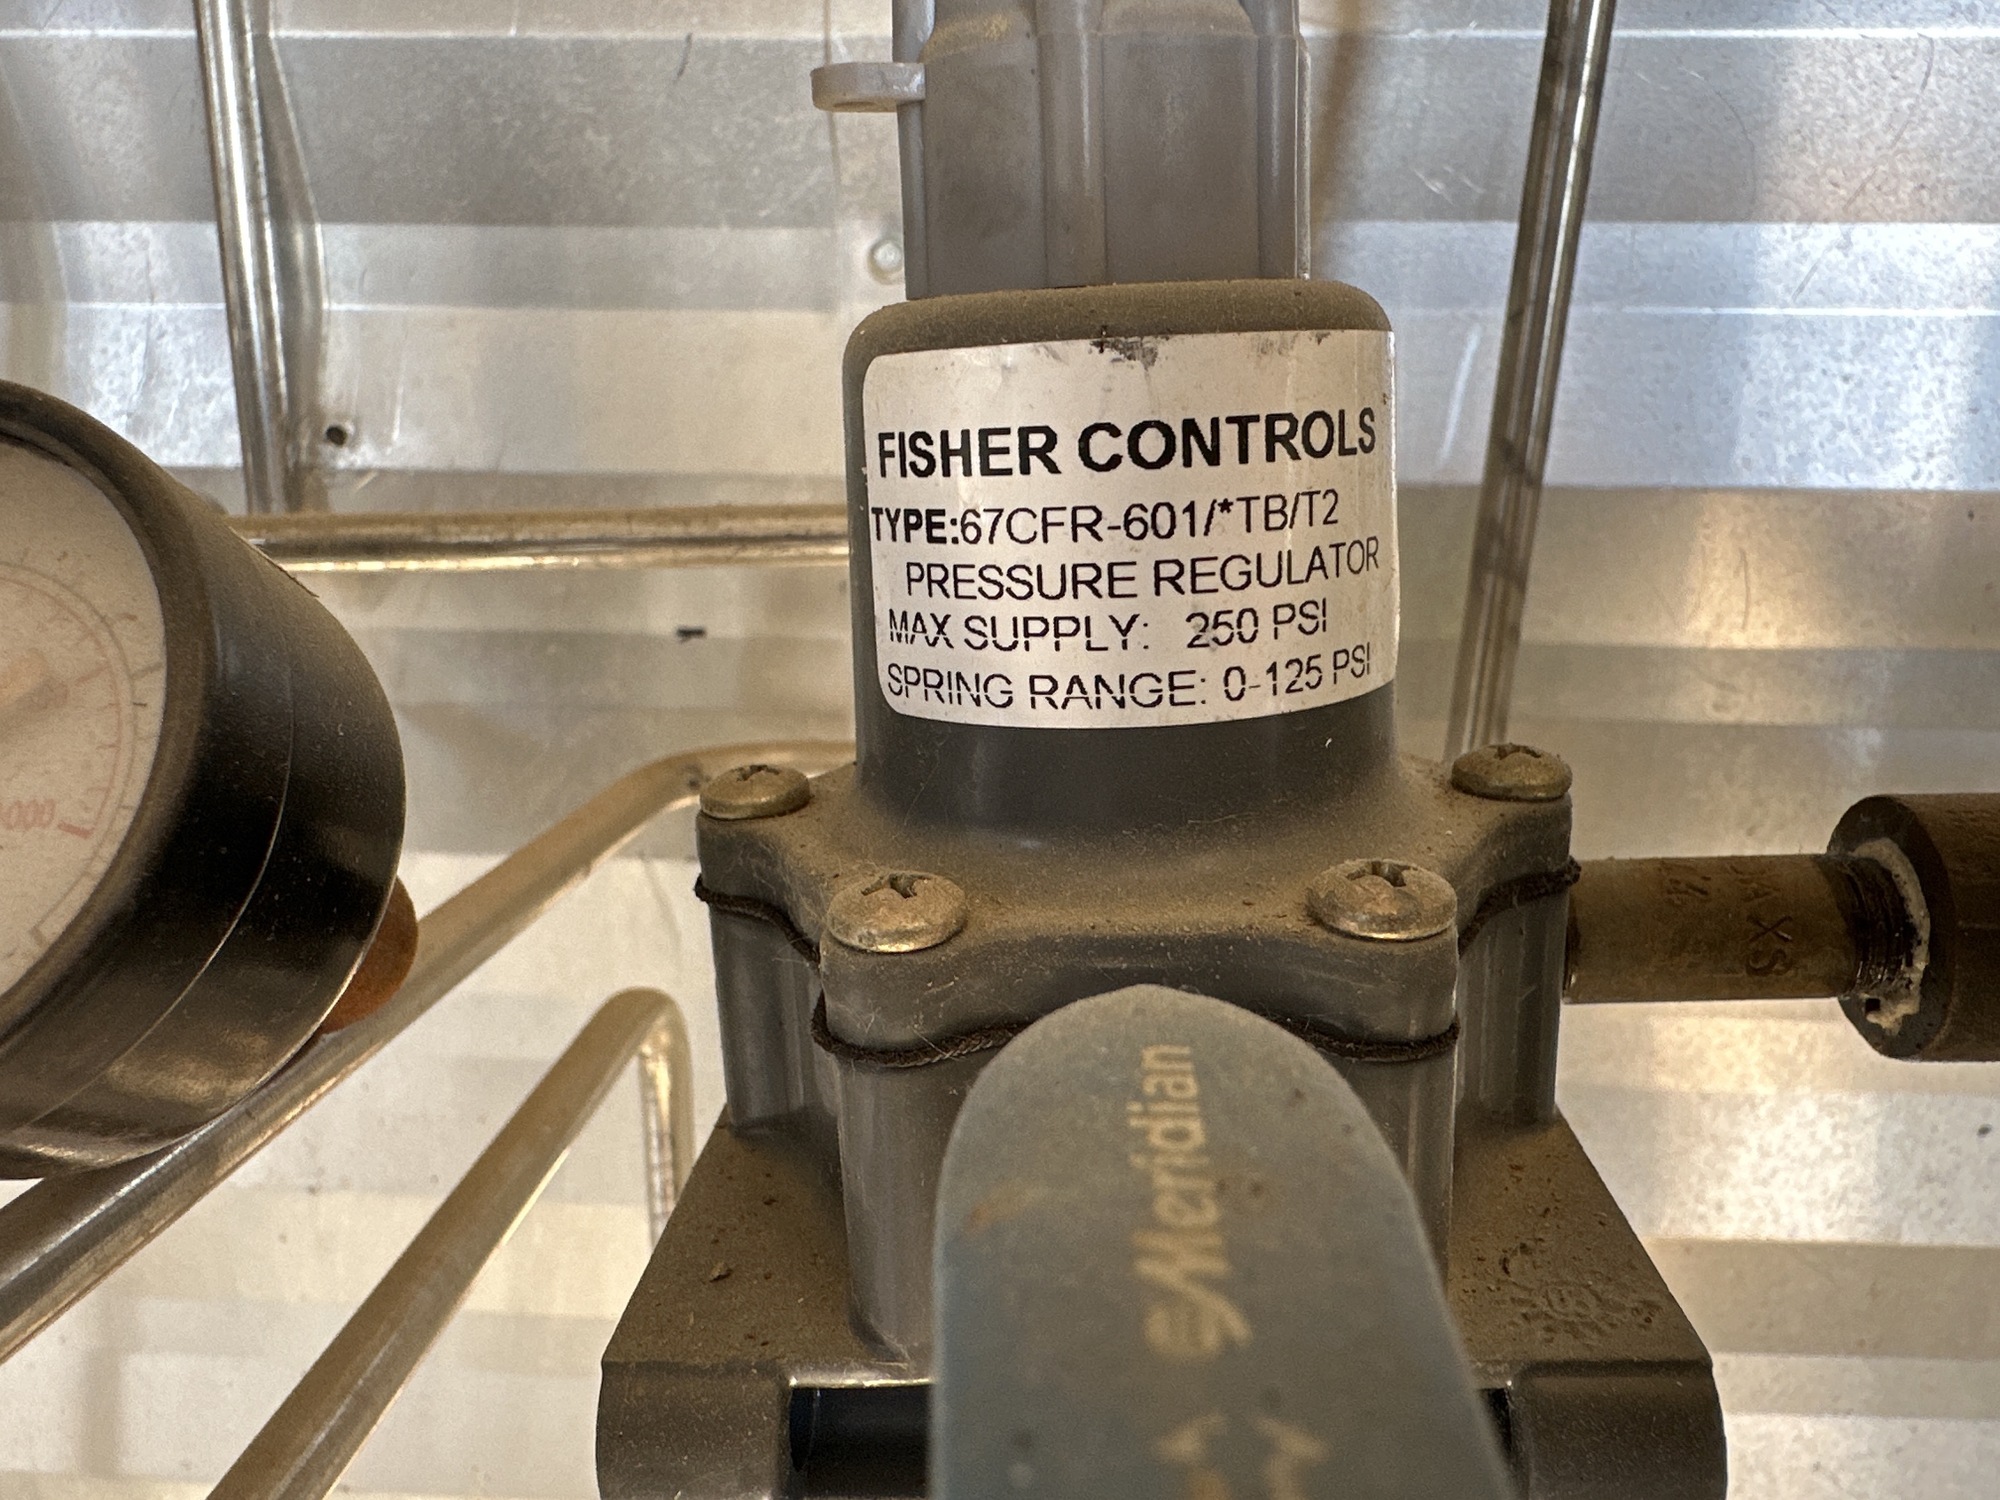 FISHER CONTROLS
TYPE:67CFR-601/*TB/T2
PRESSURE REGULATOR
MAX SUPPLY: 250 PSI
SPRING RANGE: 0-125 PSI
Meridian
XS